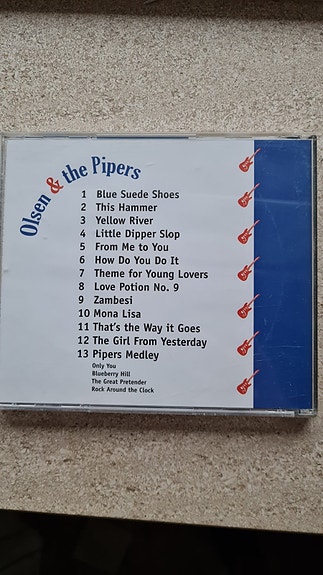 Olsen & the Pipers
1 Blue Suede Shoes
2 This Hammer
3 Yellow River
4 Little Dipper Slop
5 From Me to You
6 How Do You Do It
7 Theme for Young Lovers
8 Love Potion No. 9
9 Zambesi
10 Mona Lisa
11 That's the Way it Goes
12 The Girl From Yesterday
13 Pipers Medley
Only You
Blueberry Hill
The Great Pretender
Rock Around the Clock